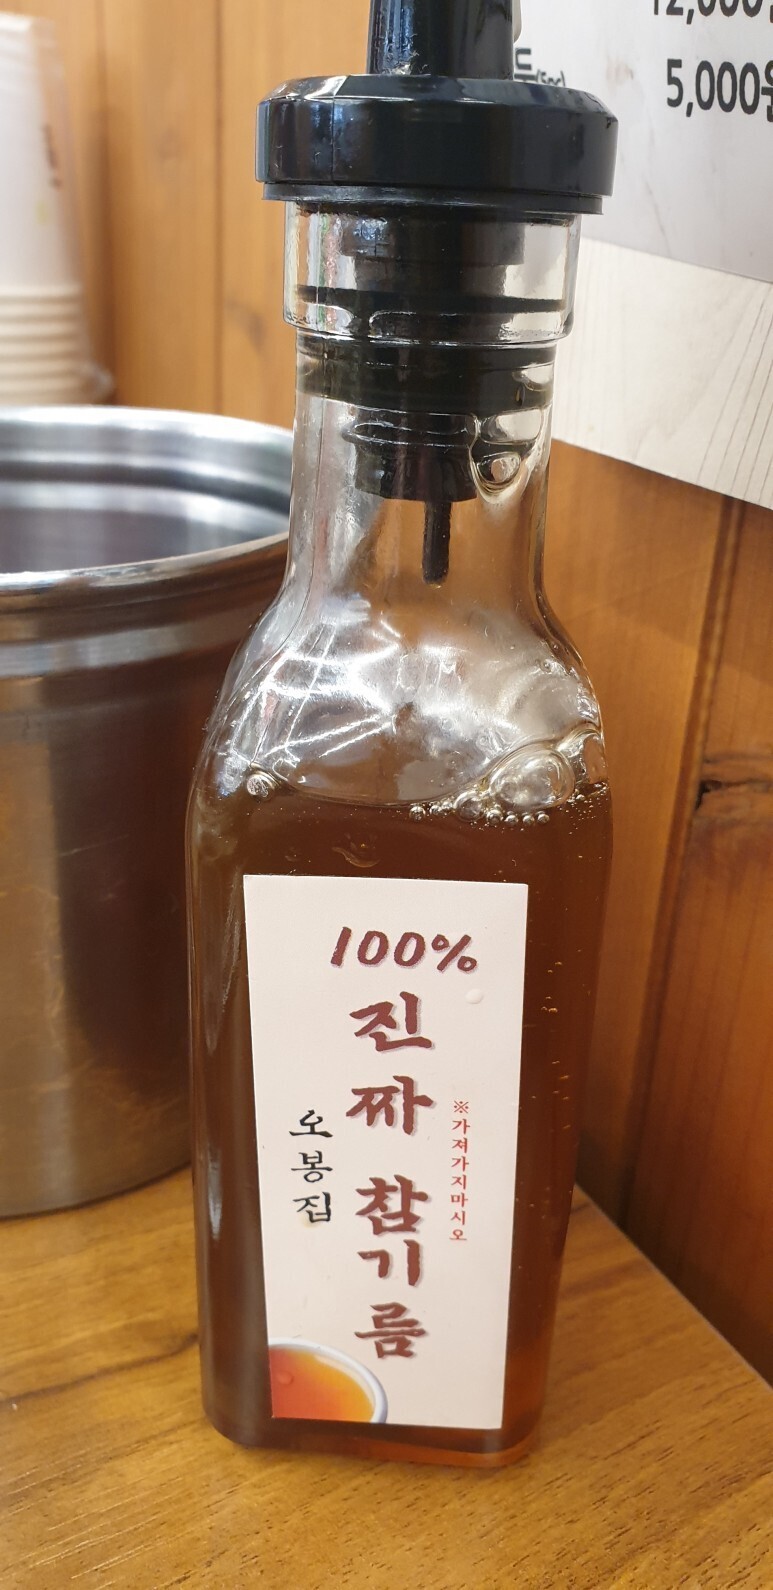 5,000원
100%
진짜 참기름
※가져가지마시오
오봉집